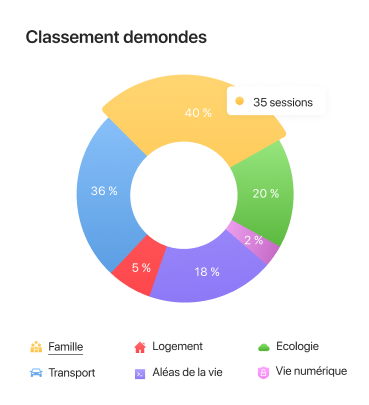 Classement demondes
35 sessions
40 %
36 %
20 %
2 %
5 %
18 %
Famille
Logement
Ecologie
Transport
Aléas de la vie
Vie numérique